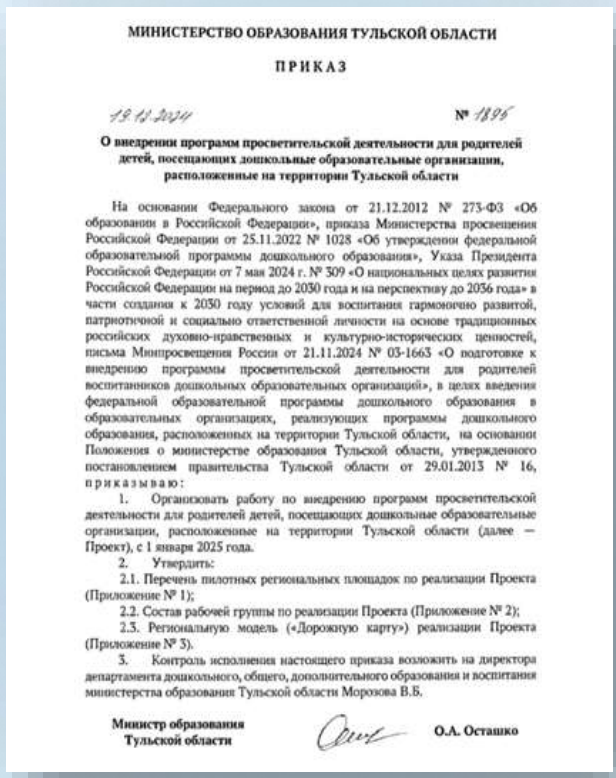 МИНИСТЕРСТВО ОБРАЗОВАНИЯ ТУЛЬСКОЙ ОБЛАСТИ
П Р И К А З
19.12.2024 № 1895
О внедрении программ просветительской деятельности для родителей
детей, посещающих дошкольные образовательные организации,
расположенные на территории Тульской области
На основании Федерального закона от 21.12.2012 № 273-ФЗ «Об
образовании в Российской Федерации», приказа Министерства просвещения
Российской Федерации от 25.11.2022 № 1028 «Об утверждении федеральной
образовательной программы дошкольного образования», Указа Президента
Российской Федерации от 7 мая 2024 г. № 309 «О национальных целях развития
Российской Федерации на период до 2030 года и на перспективу до 2036 года» в
части создания к 2030 году условий для воспитания гармонично развитой,
патриотичной и социально ответственной личности на основе традиционных
российских духовно-нравственных и культурно-исторических ценностей,
письма Минпросвещения России от 21.11.2024 № 03-1663 «О подготовке к
внедрению программы просветительской деятельности для родителей
воспитанников дошкольных образовательных организаций», в целях введения
федеральной образовательной программы дошкольного образования в
образовательных организациях, реализующих программы дошкольного
образования, расположенных на территории Тульской области, на основании
Положения о министерстве образования Тульской области, утвержденного
постановлением правительства Тульской области от 29.01.2013 № 16,
п р и к а з ы в а ю :
1. Организовать работу по внедрению программ просветительской
деятельности для родителей детей, посещающих дошкольные образовательные
организации, расположенные на территории Тульской области (далее —
Проект), с 1 января 2025 года.
2. Утвердить:
2.1. Перечень пилотных региональных площадок по реализации Проекта
(Приложение № 1);
2.2. Состав рабочей группы по реализации Проекта (Приложение № 2);
2.3. Региональную модель («Дорожную карту») реализации Проекта
(Приложение № 3).
3. Контроль исполнения настоящего приказа возложить на директора
департамента дошкольного, общего, дополнительного образования и воспитания
министерства образования Тульской области Морозова В.Б.
Министр образования
Тульской области О.А. Осташко